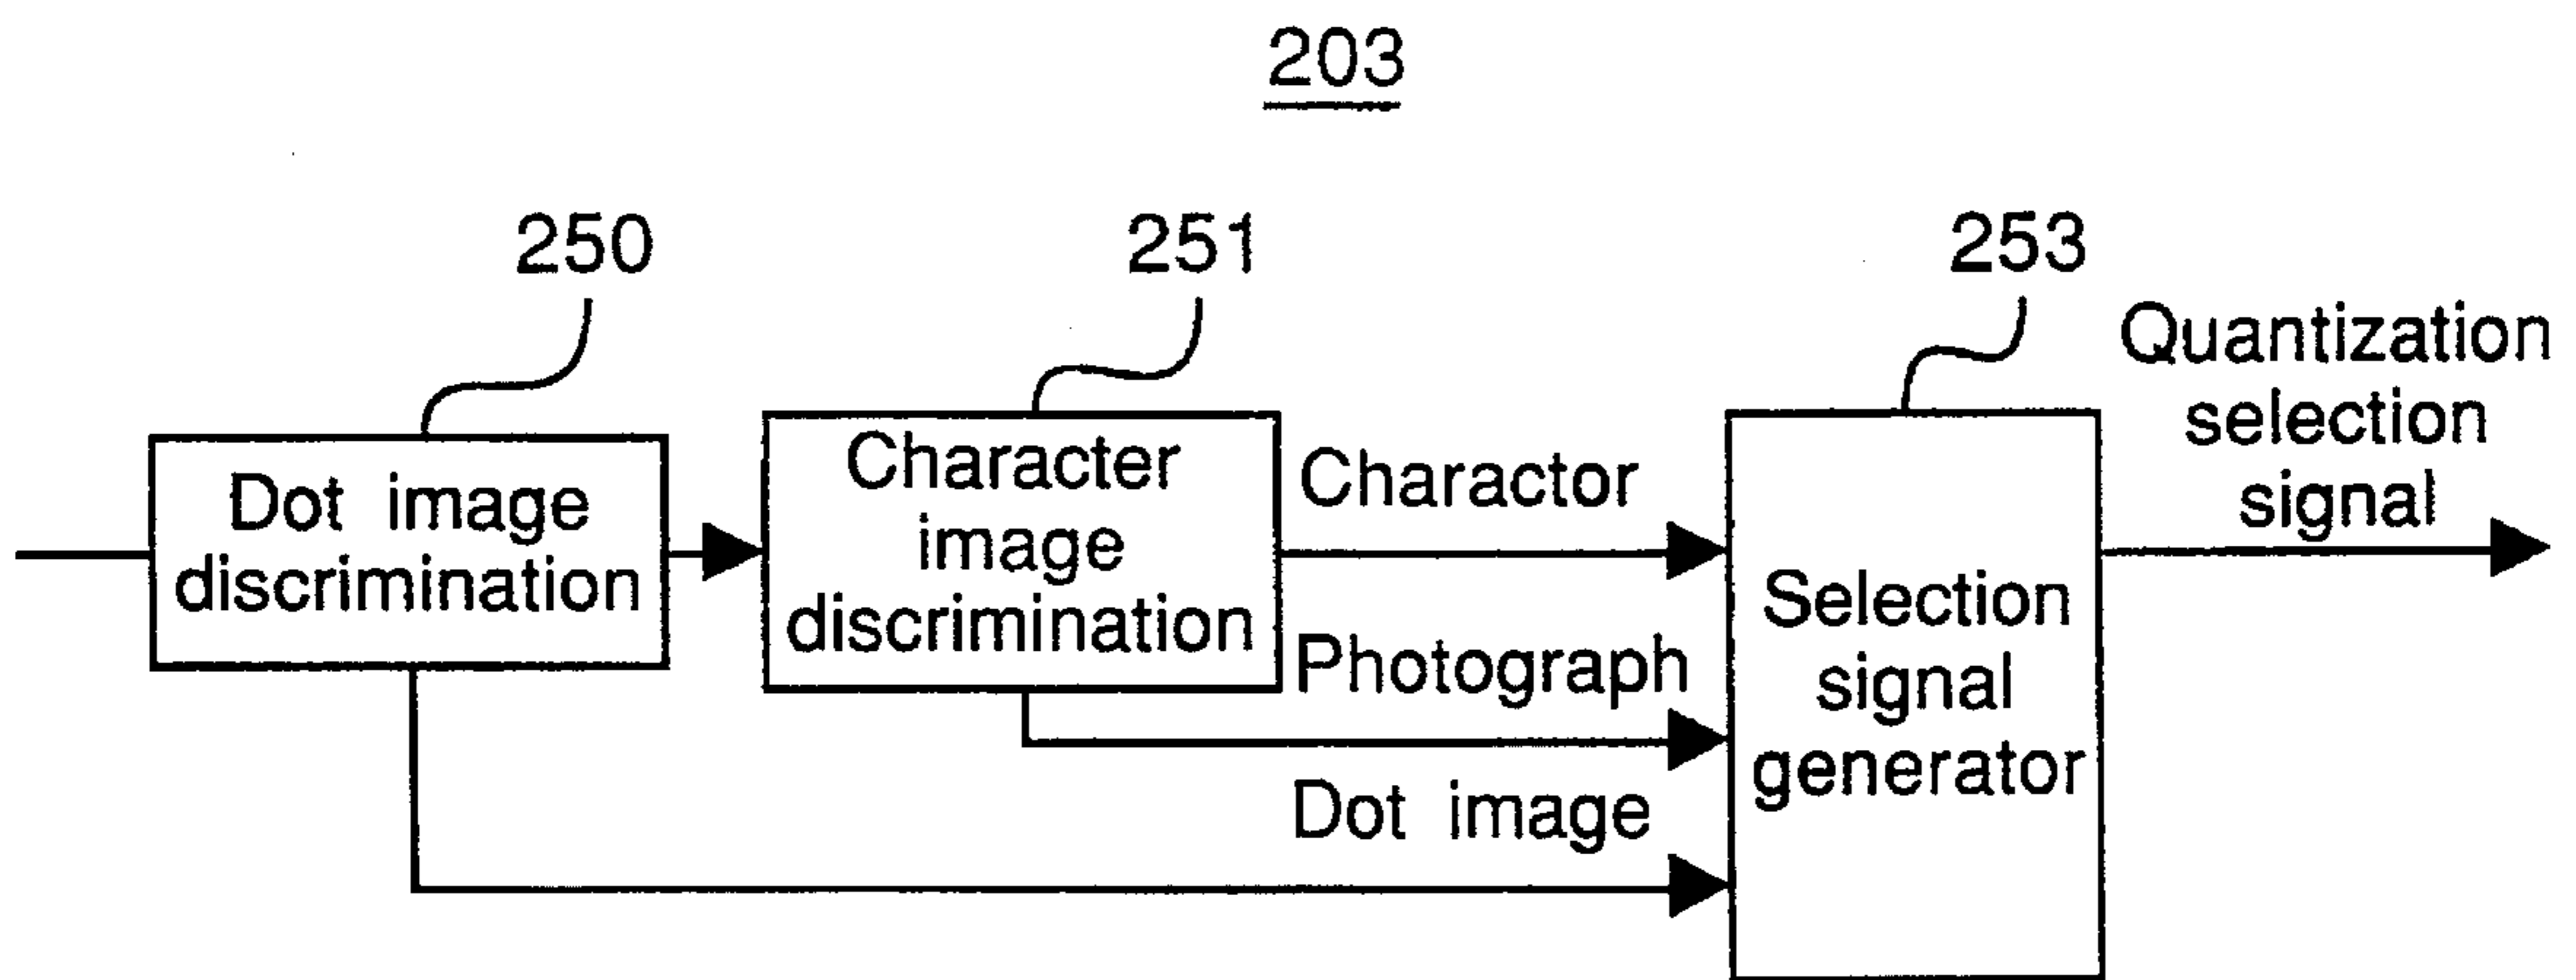 203
250
251
253
Quantization
selection
signal
Dot image
discrimination
Character
image
discrimination
Charactor
Photograph
Dot image
Selection
signal
generator